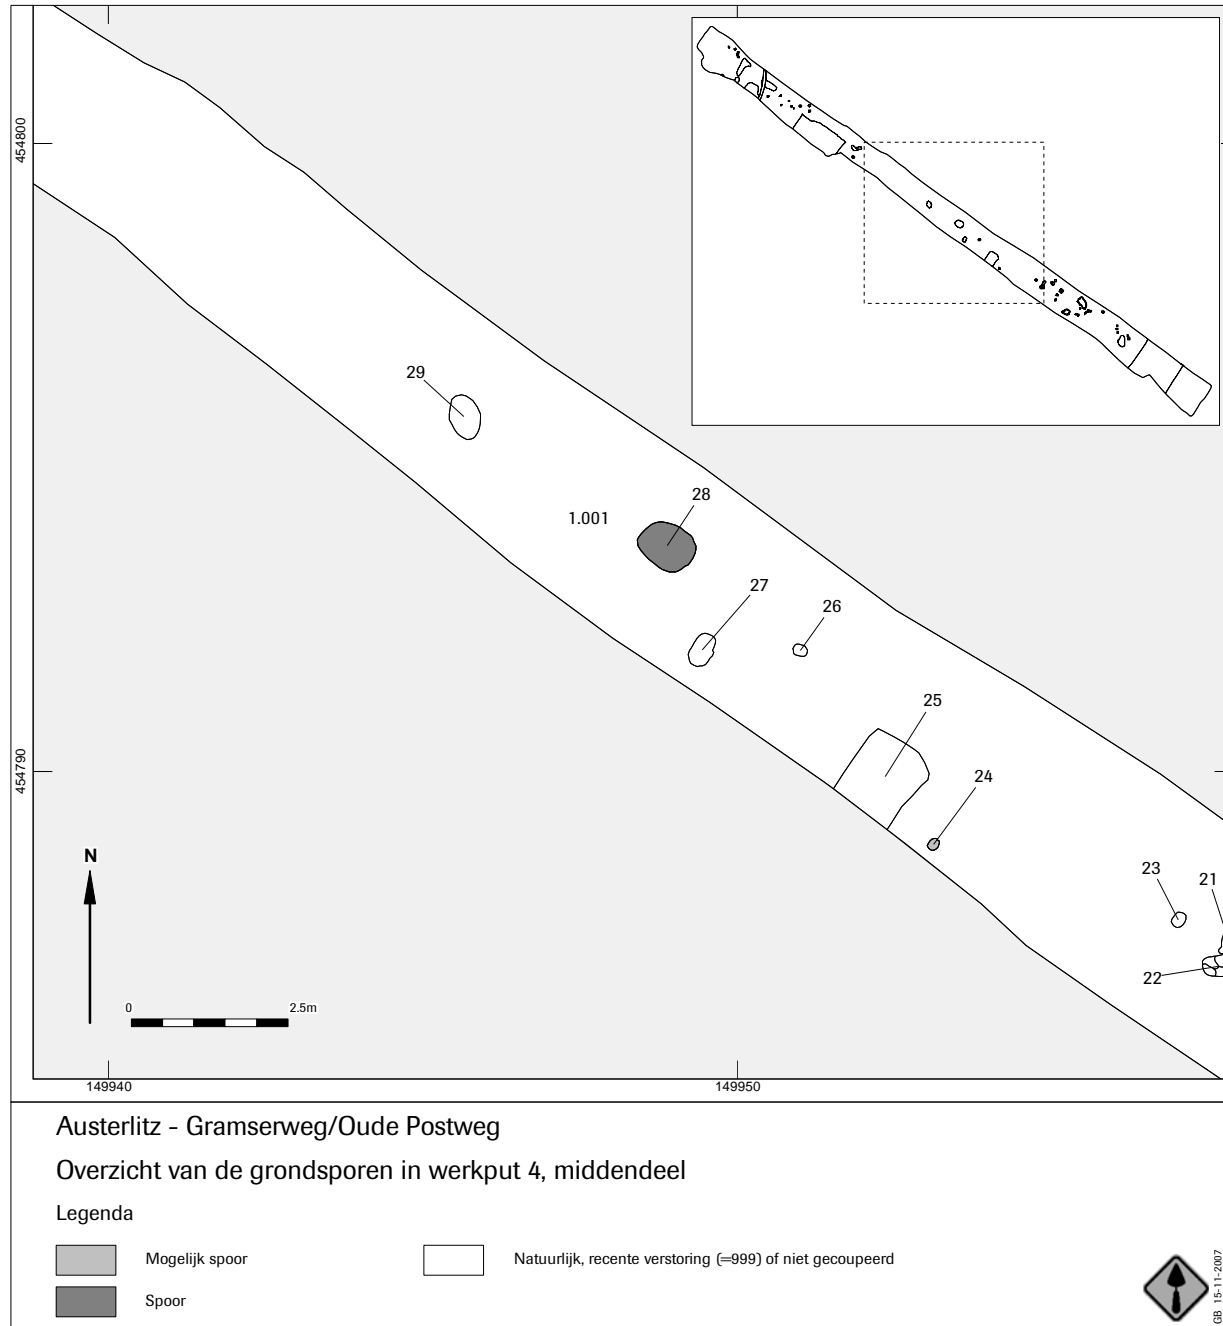 454800
29
28
1.001
27
26
25
454790
24
N
23
21
22
0 2.5m
149940 149950
Austerlitz - Gramserweg/Oude Postweg
Overzicht van de grondsporen in werkput 4, middendeel
Legenda
Mogelijk spoor
Natuurlijk, recente verstoring (=999) of niet gecoupeerd
Spoor
GB 15-11-2007